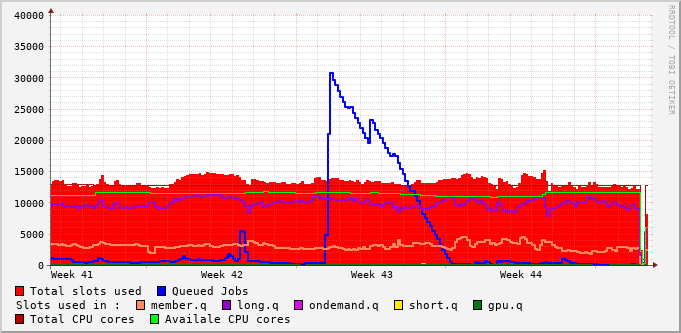 40000
35000
30000
25000
20000
15000
10000
5000
0
Week 41 Week 42 Week 43 Week 44
RRDTOOL / TOBI OETIKER
Total slots used Queued Jobs
Slots used in : member.q long.q ondemand.q short.q gpu.q
Total CPU cores Availale CPU cores